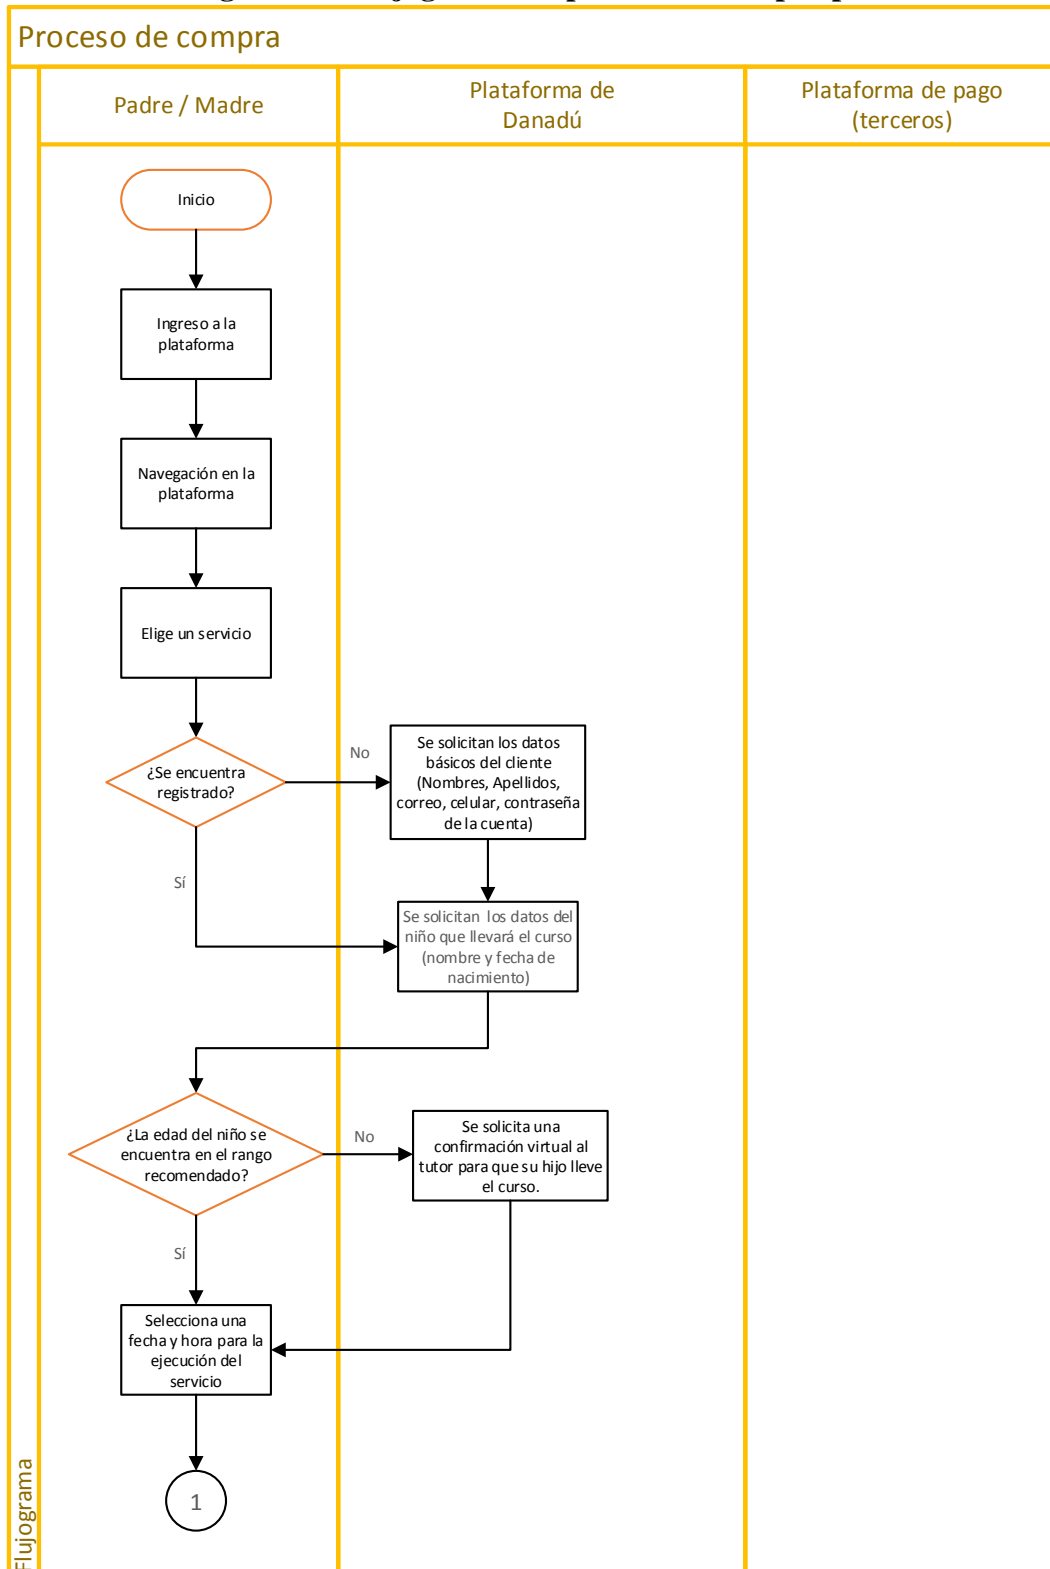 Proceso de compra
Padre / Madre
Plataforma de
Danadú
Plataforma de pago
(terceros)
Inicio
Ingreso a la
plataforma
Navegación en la
plataforma
Elige un servicio
¿Se encuentra
registrado?
No
Se solicitan los datos
básicos del cliente
(Nombres, Apellidos,
correo, celular, contraseña
de la cuenta)
Sí
Se solicitan los datos del
niño que llevará el curso
(nombre y fecha de
nacimiento)
¿La edad del niño se
encuentra en el rango
recomendado?
No
Se solicita una
confirmación virtual al
tutor para que su hijo lleve
el curso.
Sí
Selecciona una
fecha y hora para la
ejecución del
servicio
1
Flujograma